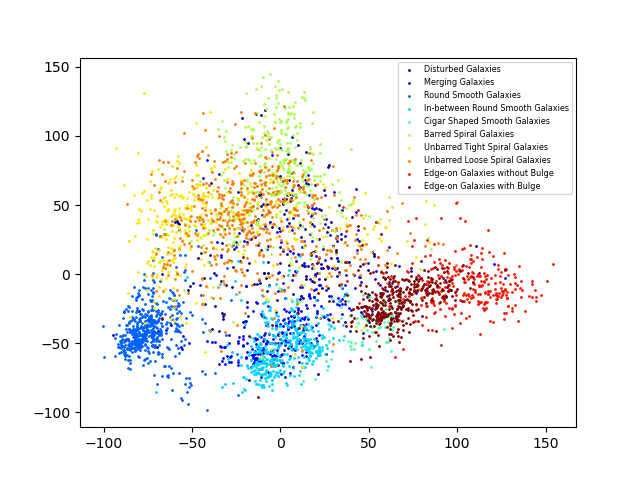 150
100
50
0
−50
−100
−100
−50
0
50
100
150
Disturbed Galaxies
Merging Galaxies
Round Smooth Galaxies
In-between Round Smooth Galaxies
Cigar Shaped Smooth Galaxies
Barred Spiral Galaxies
Unbarred Tight Spiral Galaxies
Unbarred Loose Spiral Galaxies
Edge-on Galaxies without Bulge
Edge-on Galaxies with Bulge